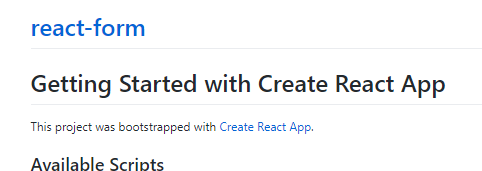 react-form
Getting Started with Create React App
This project was bootstrapped with Create React App.
Available Scripts